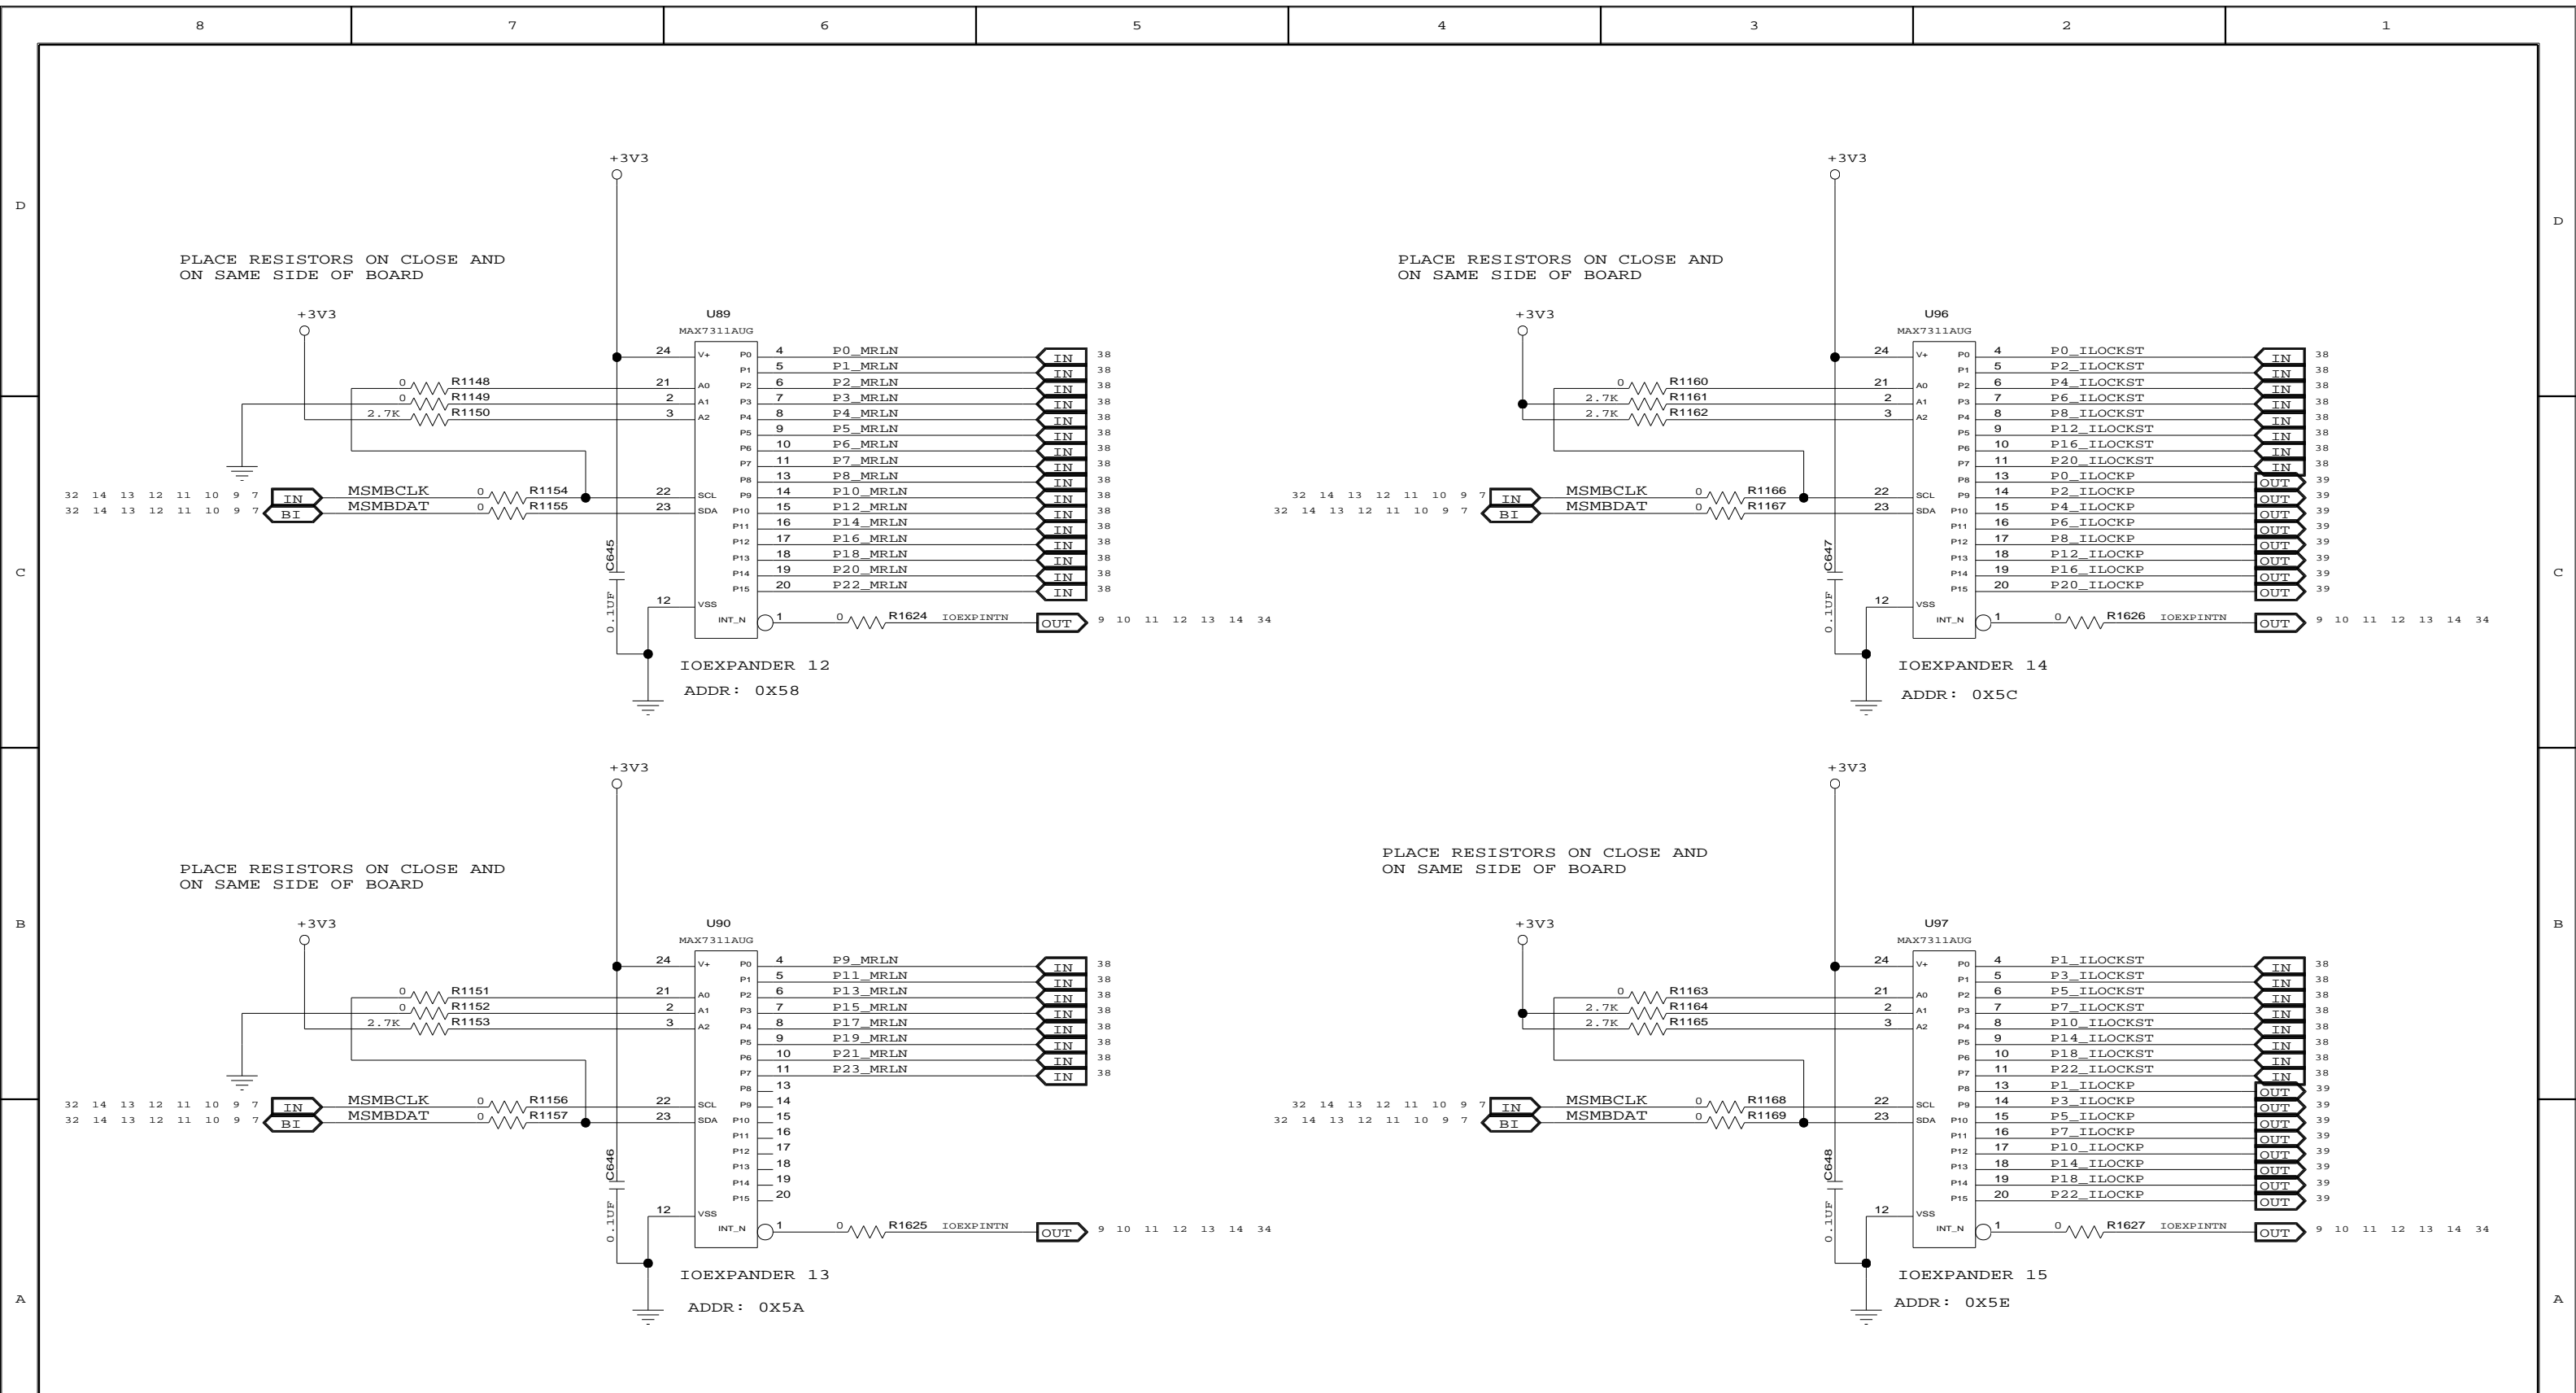 8 7 6 5 4 3 2 1
D
D
C
C
B
B
A
A
+3V3
PLACE RESISTORS ON CLOSE AND
ON SAME SIDE OF BOARD
+3V3
U89
MAX7311AUG
24 V+ P0 4 P0_MRLN IN 38
P1 5 P1_MRLN IN 38
0 R1148 21 A0 P2 6 P2_MRLN IN 38
0 R1149 2 A1 P3 7 P3_MRLN IN 38
2.7K R1150 3 A2 P4 8 P4_MRLN IN 38
P5 9 P5_MRLN IN 38
P6 10 P6_MRLN IN 38
P7 11 P7_MRLN IN 38
P8 13 P8_MRLN IN 38
32 14 13 12 11 10 9 7 IN MSMBCLK 0 R1154 22 SCL P9 14 P10_MRLN IN 38
32 14 13 12 11 10 9 7 BI MSMBDAT 0 R1155 23 SDA P10 15 P12_MRLN IN 38
P11 16 P14_MRLN IN 38
P12 17 P16_MRLN IN 38
P13 18 P18_MRLN IN 38
P14 19 P20_MRLN IN 38
P15 20 P22_MRLN IN 38
C645
0.1UF
12 VSS
INT_N 1 0 R1624 IOEXPINTN OUT 9 10 11 12 13 14 34
IOEXPANDER 12
ADDR: 0X58
+3V3
PLACE RESISTORS ON CLOSE AND
ON SAME SIDE OF BOARD
+3V3
U96
MAX7311AUG
24 V+ P0 4 P0_ILOCKST IN 38
P1 5 P2_ILOCKST IN 38
0 R1160 21 A0 P2 6 P4_ILOCKST IN 38
2.7K R1161 2 A1 P3 7 P6_ILOCKST IN 38
2.7K R1162 3 A2 P4 8 P8_ILOCKST IN 38
P5 9 P12_ILOCKST IN 38
P6 10 P16_ILOCKST IN 38
P7 11 P20_ILOCKST IN 38
P8 13 P0_ILOCKP OUT 39
32 14 13 12 11 10 9 7 IN MSMBCLK 0 R1166 22 SCL P9 14 P2_ILOCKP OUT 39
32 14 13 12 11 10 9 7 BI MSMBDAT 0 R1167 23 SDA P10 15 P4_ILOCKP OUT 39
P11 16 P6_ILOCKP OUT 39
P12 17 P8_ILOCKP OUT 39
P13 18 P12_ILOCKP OUT 39
P14 19 P16_ILOCKP OUT 39
P15 20 P20_ILOCKP OUT 39
C647
0.1UF
12 VSS
INT_N 1 0 R1626 IOEXPINTN OUT 9 10 11 12 13 14 34
IOEXPANDER 14
ADDR: 0X5C
+3V3
PLACE RESISTORS ON CLOSE AND
ON SAME SIDE OF BOARD
+3V3
U90
MAX7311AUG
24 V+ P0 4 P9_MRLN IN 38
P1 5 P11_MRLN IN 38
0 R1151 21 A0 P2 6 P13_MRLN IN 38
0 R1152 2 A1 P3 7 P15_MRLN IN 38
2.7K R1153 3 A2 P4 8 P17_MRLN IN 38
P5 9 P19_MRLN IN 38
P6 10 P21_MRLN IN 38
P7 11 P23_MRLN IN 38
P8 13
32 14 13 12 11 10 9 7 IN MSMBCLK 0 R1156 22 SCL P9 14
32 14 13 12 11 10 9 7 BI MSMBDAT 0 R1157 23 SDA P10 15
P11 16
P12 17
P13 18
P14 19
P15 20
C646
0.1UF
12 VSS
INT_N 1 0 R1625 IOEXPINTN OUT 9 10 11 12 13 14 34
IOEXPANDER 13
ADDR: 0X5A
+3V3
PLACE RESISTORS ON CLOSE AND
ON SAME SIDE OF BOARD
+3V3
U97
MAX7311AUG
24 V+ P0 4 P1_ILOCKST IN 38
P1 5 P3_ILOCKST IN 38
0 R1163 21 A0 P2 6 P5_ILOCKST IN 38
2.7K R1164 2 A1 P3 7 P7_ILOCKST IN 38
2.7K R1165 3 A2 P4 8 P10_ILOCKST IN 38
P5 9 P14_ILOCKST IN 38
P6 10 P18_ILOCKST IN 38
P7 11 P22_ILOCKST IN 38
P8 13 P1_ILOCKP OUT 39
32 14 13 12 11 10 9 7 IN MSMBCLK 0 R1168 22 SCL P9 14 P3_ILOCKP OUT 39
32 14 13 12 11 10 9 7 BI MSMBDAT 0 R1169 23 SDA P10 15 P5_ILOCKP OUT 39
P11 16 P7_ILOCKP OUT 39
P12 17 P10_ILOCKP OUT 39
P13 18 P14_ILOCKP OUT 39
P14 19 P18_ILOCKP OUT 39
P15 20 P22_ILOCKP OUT 39
C648
0.1UF
12 VSS
INT_N 1 0 R1627 IOEXPINTN OUT 9 10 11 12 13 14 34
IOEXPANDER 15
ADDR: 0X5E